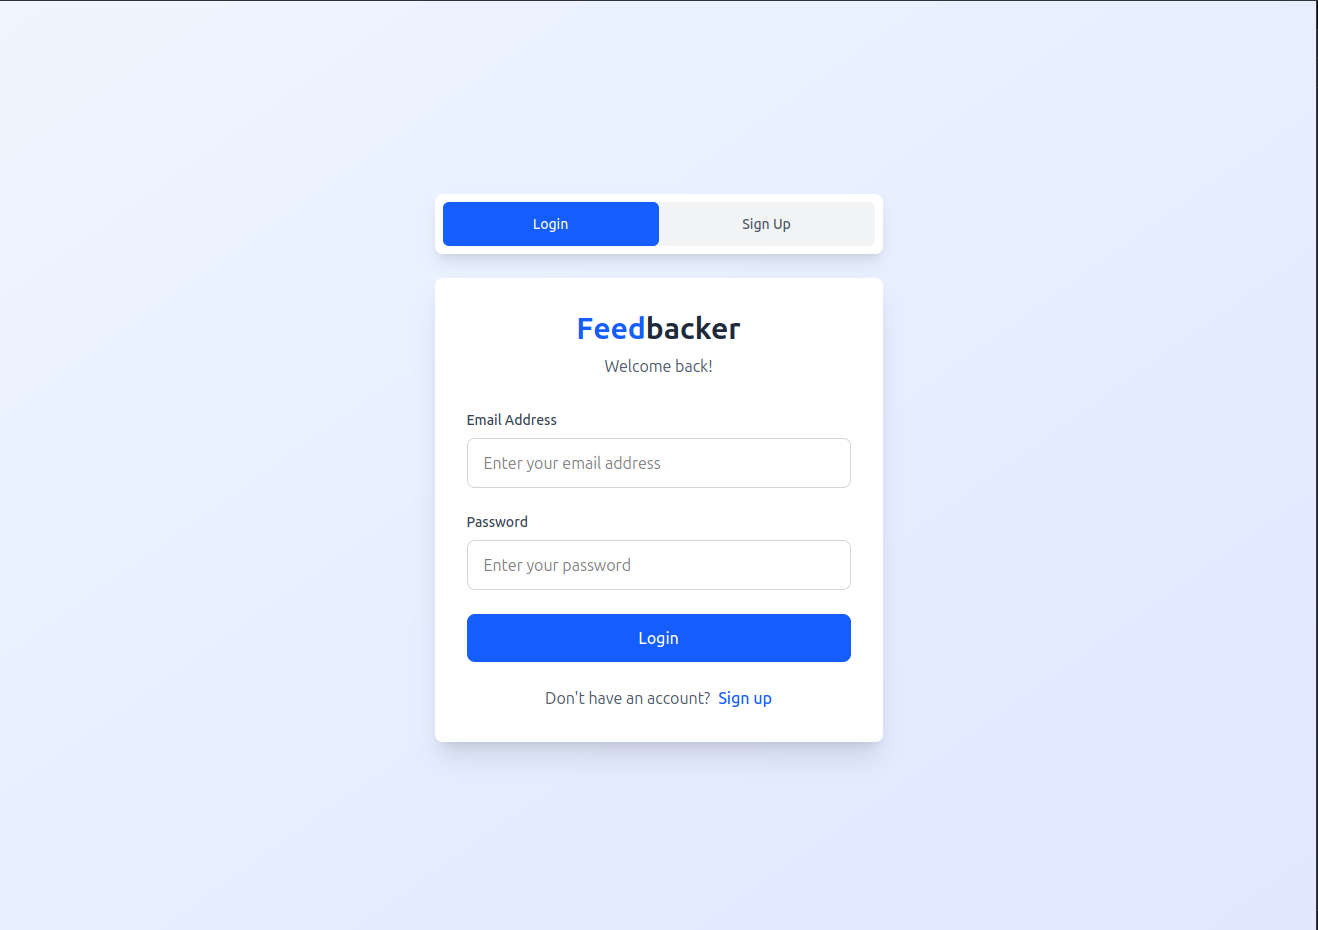 Login Sign Up
Feedbacker
Welcome back!
Email Address
Enter your email address
Password
Enter your password
Login
Don't have an account? Sign up